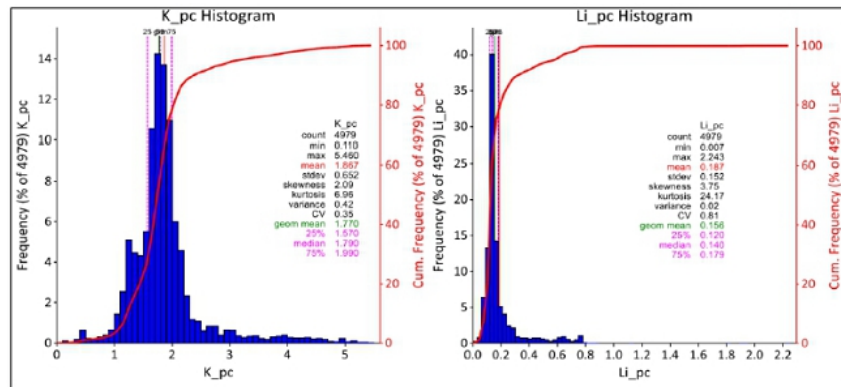 K_pc Histogram
Frequency (% of 4979) K_pc
14
12
10
8
6
4
2
0
25
75
K_pc
count 4979
min 0.110
max 5.460
mean 1.867
stdev 0.652
skewness 2.09
kurtosis 6.96
variance 0.42
CV 0.35
geom mean 1.770
25% 1.570
median 1.790
75% 1.990
100
80
60
40
20
0
Cum. Frequency (% of 4979) K_pc
0 1 2 3 4 5
K_pc
Li_pc Histogram
Frequency (% of 4979) Li_pc
40
35
30
25
20
15
10
5
0
Li_pc
count 4979
min 0.007
max 2.243
mean 0.187
stdev 0.152
skewness 3.75
kurtosis 24.17
variance 0.02
CV 0.81
geom mean 0.156
25% 0.120
median 0.140
75% 0.179
100
80
60
40
20
0
Cum. Frequency (% of 4979) Li_pc
0.0 0.2 0.4 0.6 0.8 1.0 1.2 1.4 1.6 1.8 2.0 2.2
Li_pc